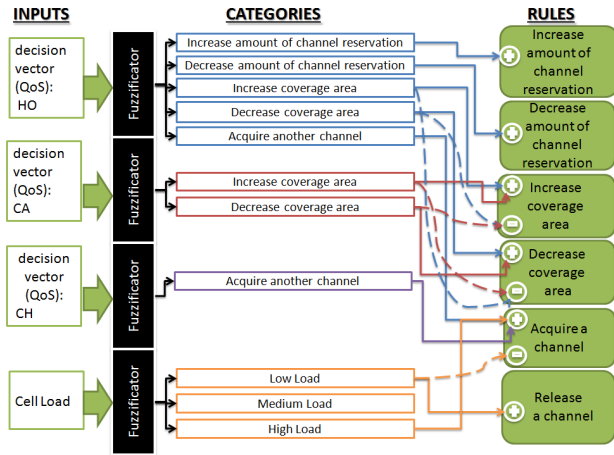 INPUTS
CATEGORIES
RULES
decision
vector
(QoS):
HO
Fuzzificator
Increase amount of channel reservation
Decrease amount of channel reservation
Increase coverage area
Decrease coverage area
Acquire another channel
Increase
amount of
channel
reservation
Decrease
amount of
channel
reservation
decision
vector
(QoS):
CA
Fuzzificator
Increase coverage area
Decrease coverage area
Increase
coverage
area
Decrease
coverage
area
decision
vector
(QoS):
CH
Fuzzificator
Acquire another channel
Acquire a
channel
Cell Load
Fuzzificator
Low Load
Medium Load
High Load
Release
a channel